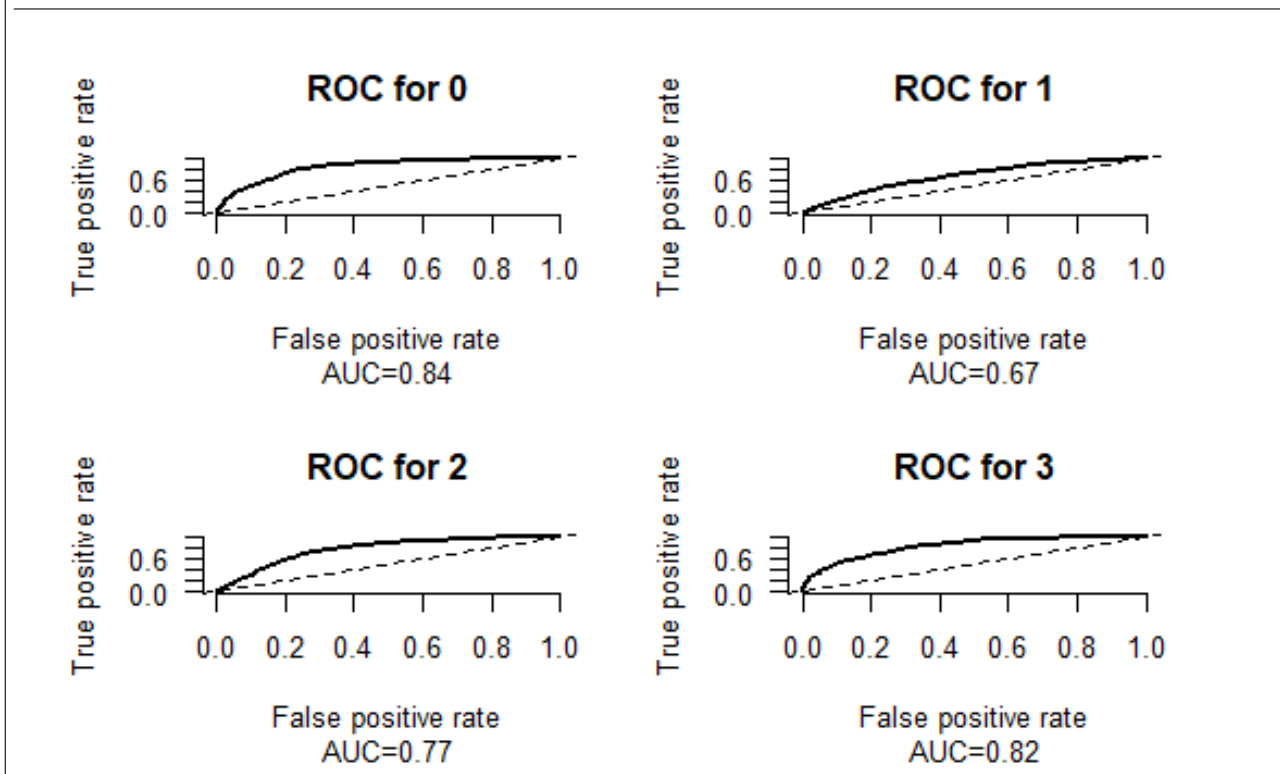 ROC for 0
True positive rate
0.6
0.0
0.0 0.2 0.4 0.6 0.8 1.0
False positive rate
AUC=0.84
ROC for 1
True positive rate
0.6
0.0
0.0 0.2 0.4 0.6 0.8 1.0
False positive rate
AUC=0.67
ROC for 2
True positive rate
0.6
0.0
0.0 0.2 0.4 0.6 0.8 1.0
False positive rate
AUC=0.77
ROC for 3
True positive rate
0.6
0.0
0.0 0.2 0.4 0.6 0.8 1.0
False positive rate
AUC=0.82